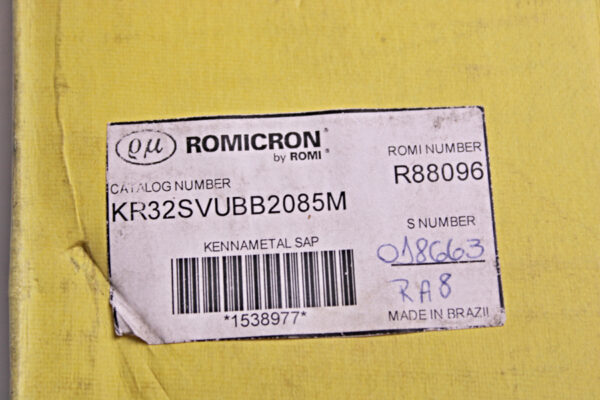 ϱμ ROMICRON®
by ROMI®
ROMI NUMBER
R88096
CATALOG NUMBER
KR32SVUBB2085M
S NUMBER
018663
RA8
KENNAMETAL SAP
*1538977*
MADE IN BRAZIL